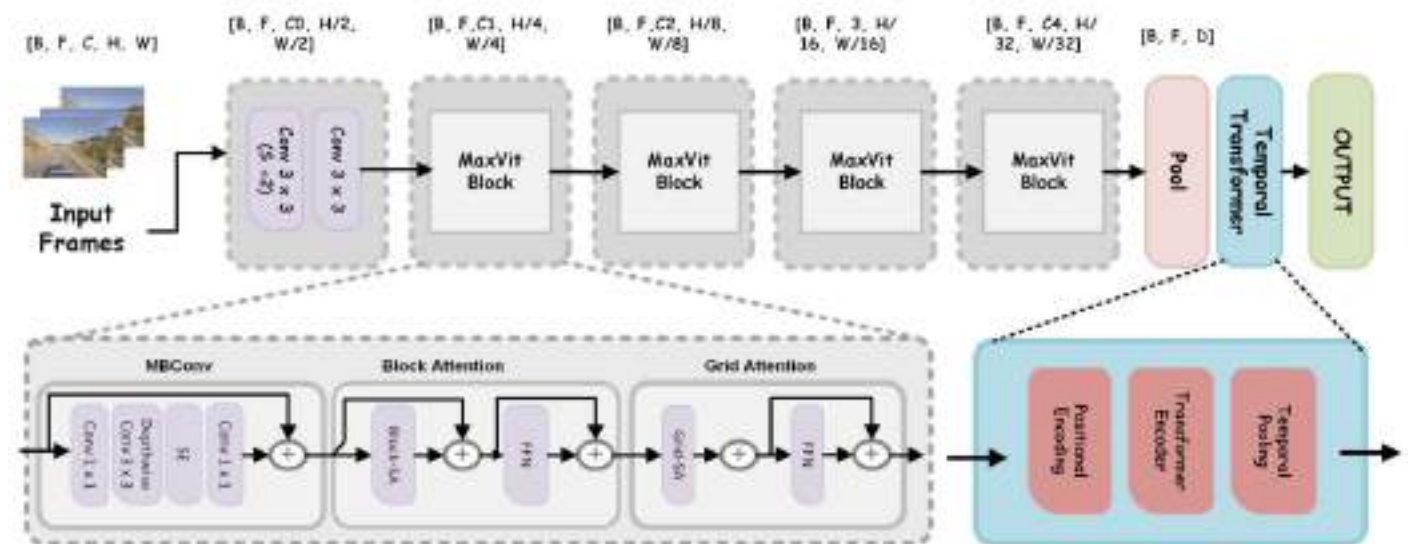 [B, F, C, H, W]
[B, F, C0, H/2,
W/2]
[B, F,C1, H/4,
W/4]
[B, F,C2, H/8,
W/8]
[B, F, 3, H/
16, W/16]
[B, F, C4, H/
32, W/32]
[B, F, D]
Input
Frames
Conv 3 x 3
(S =2)
Conv 3 x 3
MaxVit
Block
MaxVit
Block
MaxVit
Block
MaxVit
Block
Pool
Temporal
Transformer
OUTPUT
MBConv
Block Attention
Grid Attention
Conv 1 x 1
Depthwise
Conv 3 x 3
SE
Conv 1 x 1
+
Block-SA
+
FFN
+
Grid-SA
+
FFN
+
Positional
Encoding
Transformer
Encoder
Temporal
Pooling